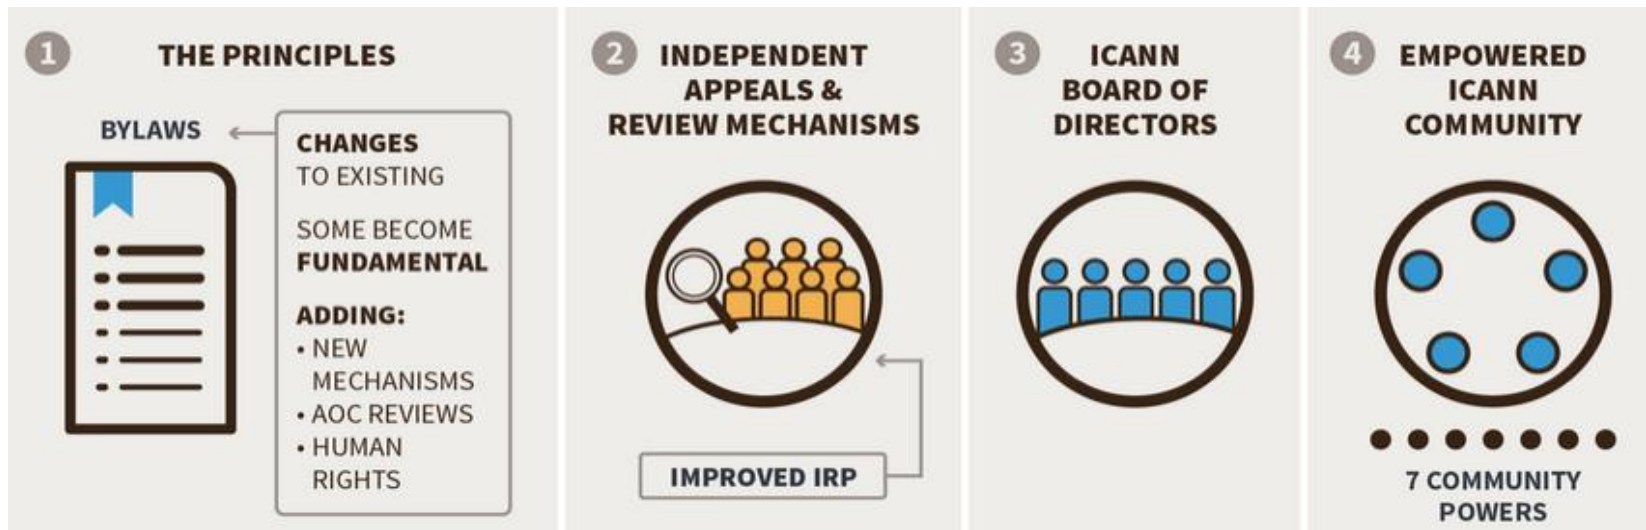 1
THE PRINCIPLES
BYLAWS
CHANGES
TO EXISTING
SOME BECOME
FUNDAMENTAL
ADDING:
• NEW
MECHANISMS
• AOC REVIEWS
• HUMAN
RIGHTS
2
INDEPENDENT
APPEALS &
REVIEW MECHANISMS
IMPROVED IRP
3
ICANN
BOARD OF
DIRECTORS
4
EMPOWERED
ICANN
COMMUNITY
7 COMMUNITY
POWERS